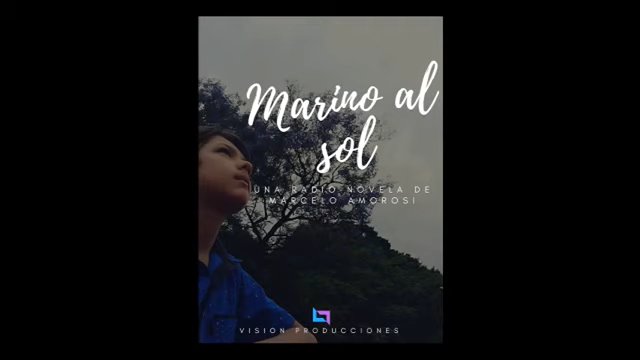 Marino al
sol
UNA RADIO NOVELA DE
MARCELO AMOROSI
VISION PRODUCCIONES